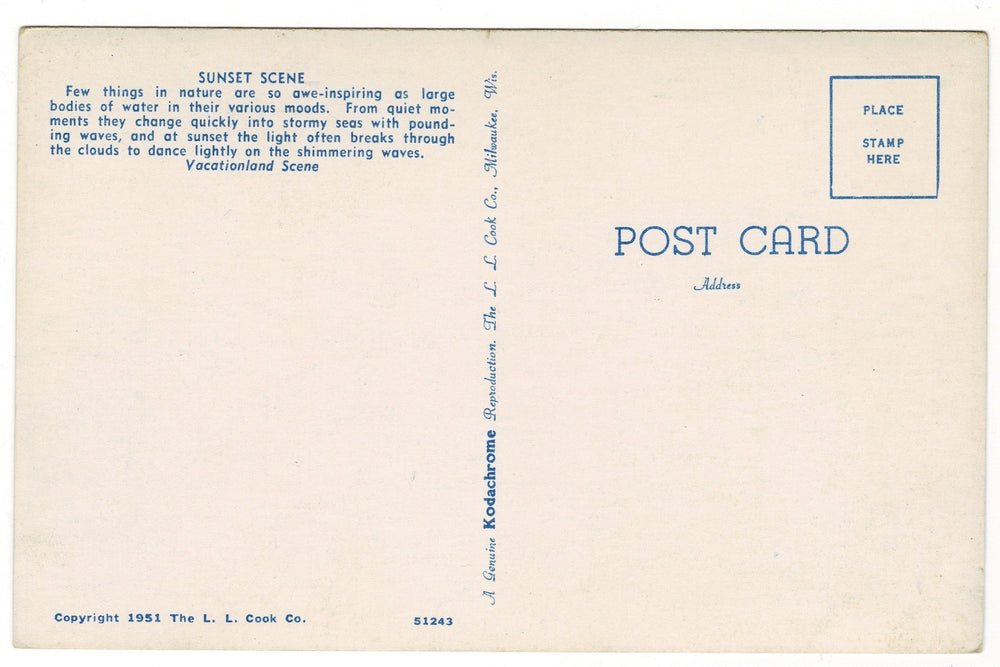 SUNSET SCENE
Few things in nature are so awe-inspiring as large
bodies of water in their various moods. From quiet mo-
ments they change quickly into stormy seas with pound-
ing waves, and at sunset the light often breaks through
the clouds to dance lightly on the shimmering waves.
Vacationland Scene
Copyright 1951 The L. L. Cook Co.
51243
A Genuine Kodachrome Reproduction. The L. L. Cook Co., Milwaukee, Wis.
PLACE
STAMP
HERE
POST CARD
Address